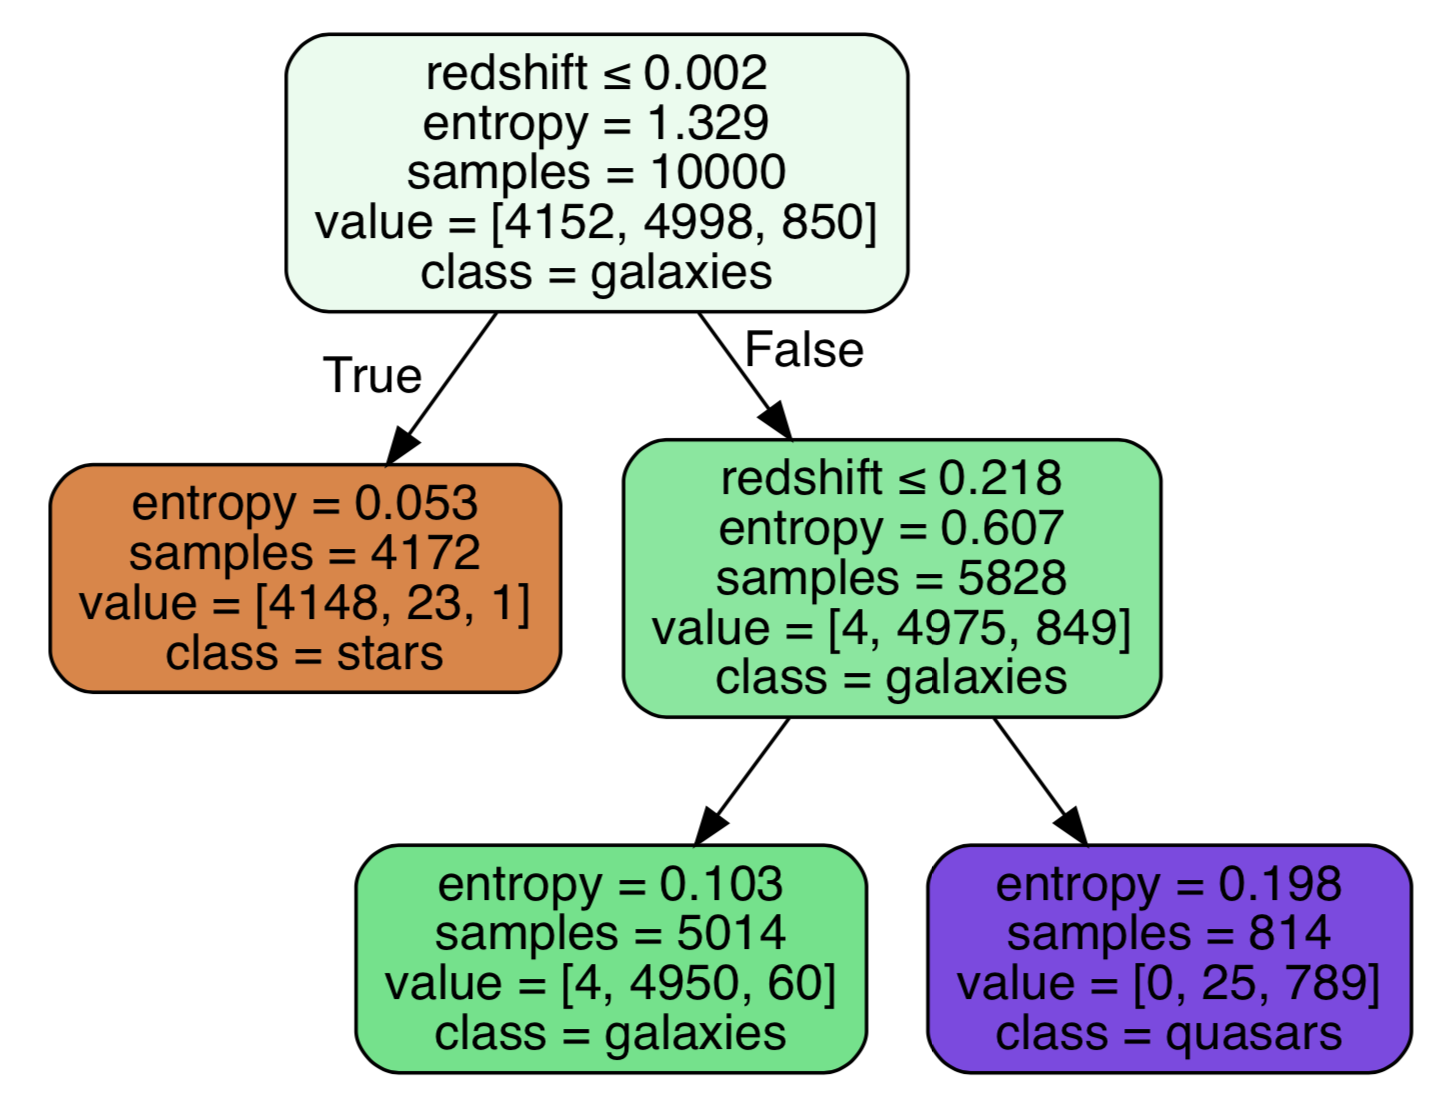 redshift ≤ 0.002
entropy = 1.329
samples = 10000
value = [4152, 4998, 850]
class = galaxies
True
False
entropy = 0.053
samples = 4172
value = [4148, 23, 1]
class = stars
redshift ≤ 0.218
entropy = 0.607
samples = 5828
value = [4, 4975, 849]
class = galaxies
entropy = 0.103
samples = 5014
value = [4, 4950, 60]
class = galaxies
entropy = 0.198
samples = 814
value = [0, 25, 789]
class = quasars